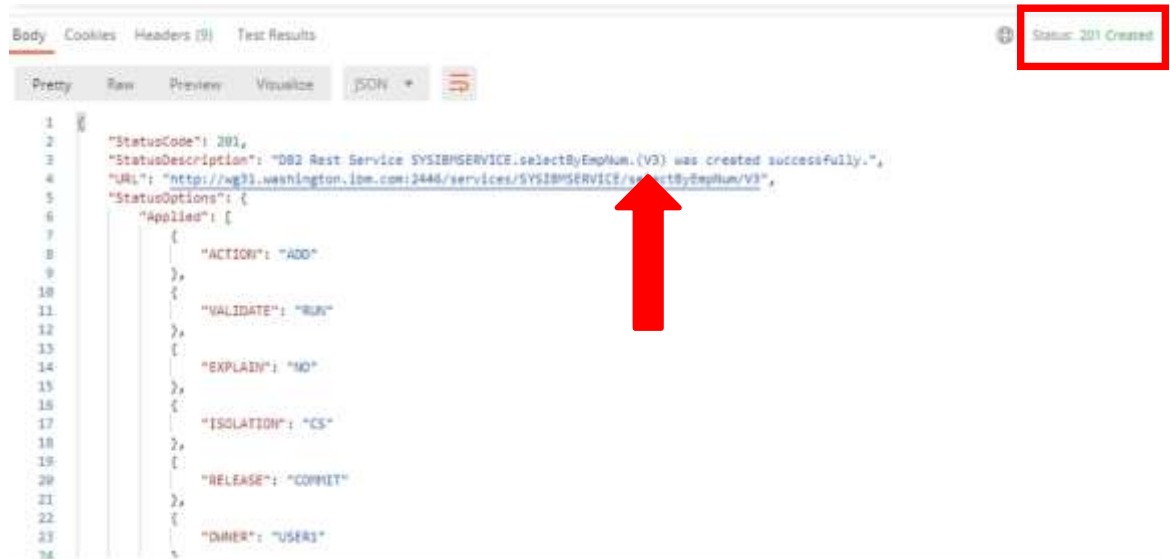 Body Cookies Headers (9) Test Results Status: 201 Created
Pretty Raw Preview Visualize JSON
1 {
2 "StatusCode": 201,
3 "StatusDescription": "DB2 Rest Service SYSIBMSERVICE.selectByEmpNum.(V3) was created successfully.",
4 "URL": "http://wg31.washington.ibm.com:2446/services/SYSIBMSERVICE/selectByEmpNum/V3",
5 "StatusOptions": {
6 "Applied": [
7 {
8 "ACTION": "ADD"
9 },
10 {
11 "VALIDATE": "RUN"
12 },
13 {
14 "EXPLAIN": "NO"
15 },
16 {
17 "ISOLATION": "CS"
18 },
19 {
20 "RELEASE": "COMMIT"
21 },
22 {
23 "OWNER": "USER1"
24 }